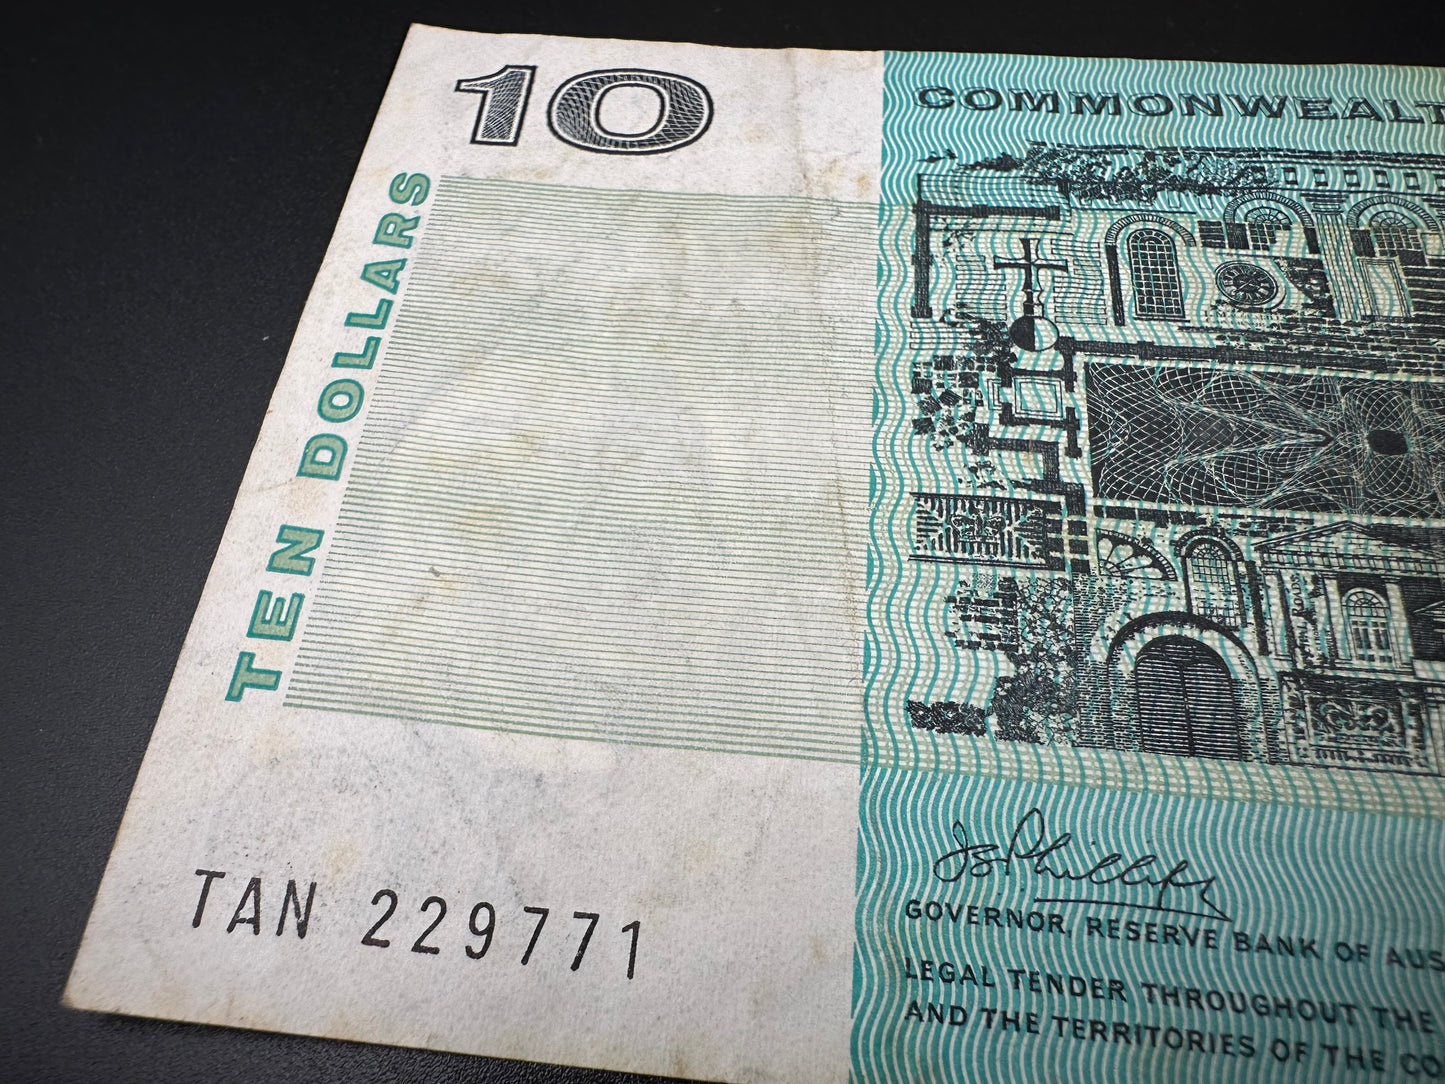 10
COMMONWEALT
TEN DOLLARS
TAN 229771
GOVERNOR, RESERVE BANK OF AUS
LEGAL TENDER THROUGHOUT THE
AND THE TERRITORIES OF THE CO